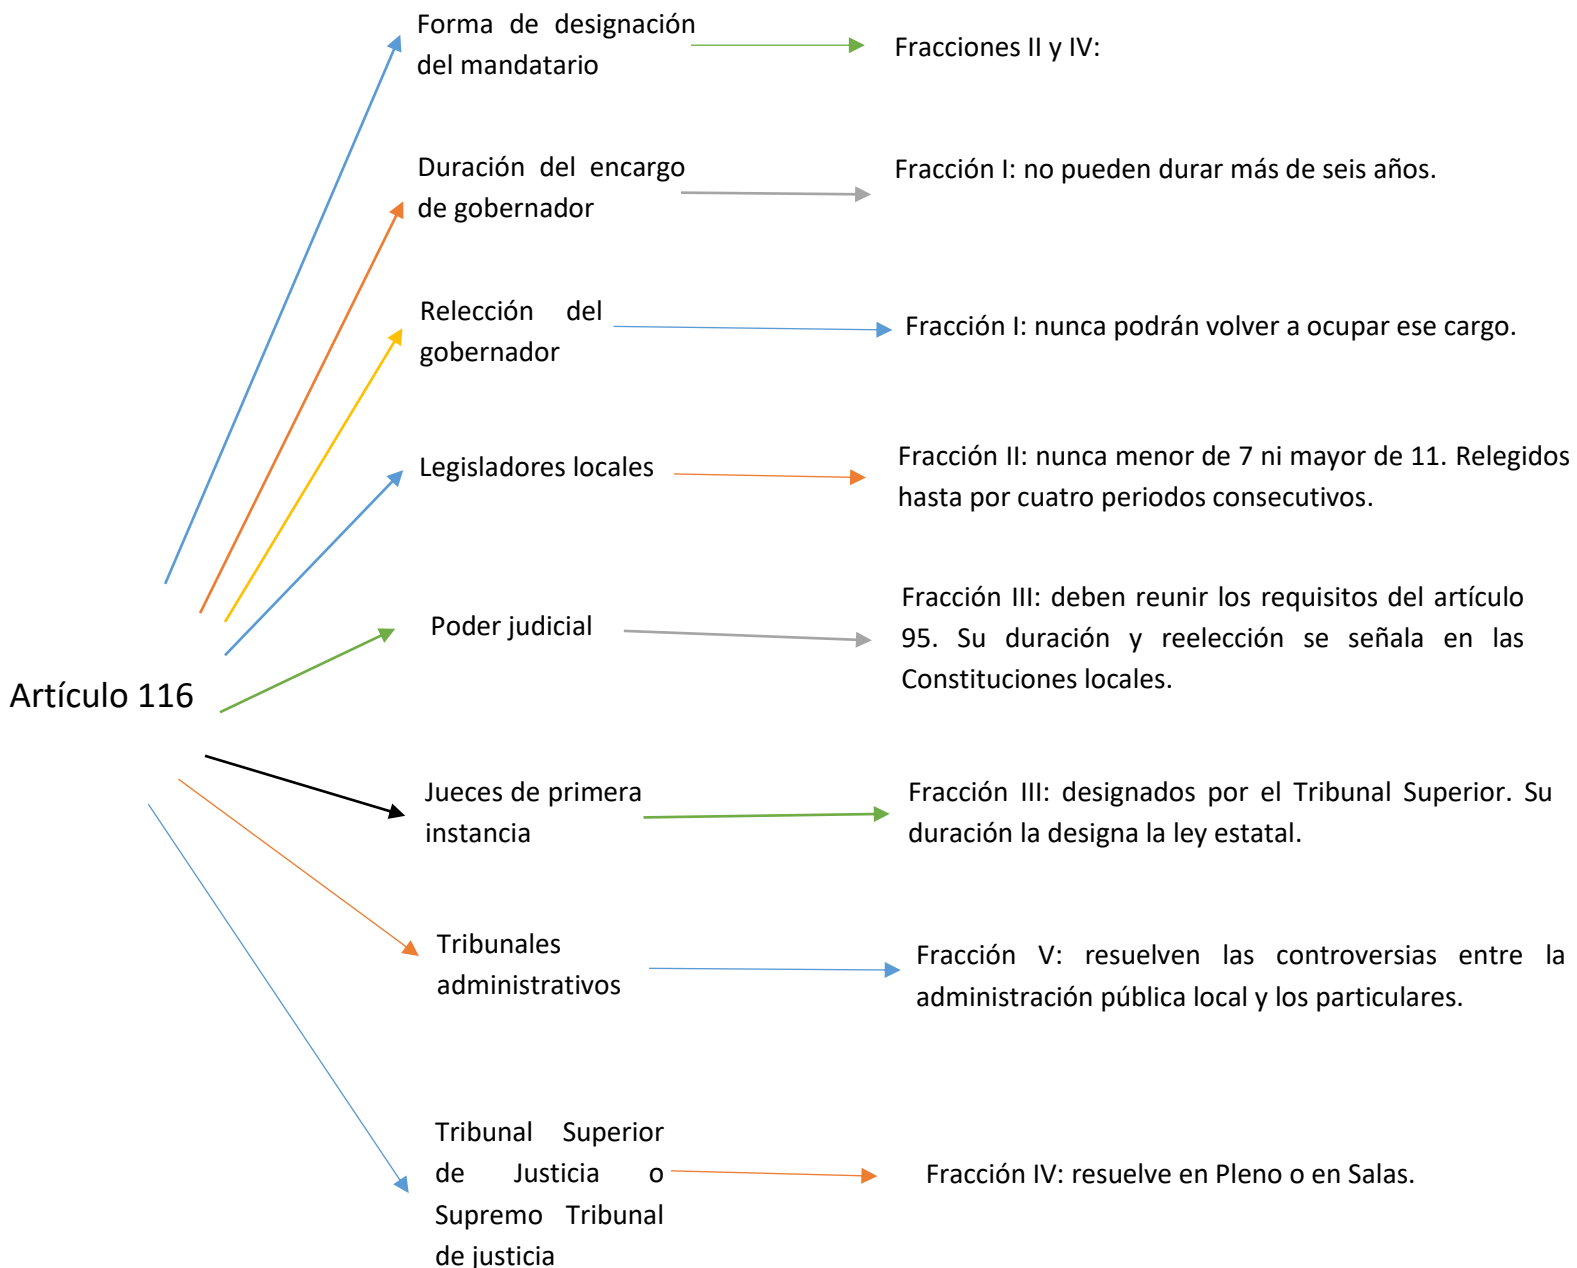 Forma de designación
del mandatario
Fracciones II y IV:
Duración del encargo
de gobernador
Fracción I: no pueden durar más de seis años.
Relección del
gobernador
Fracción I: nunca podrán volver a ocupar ese cargo.
Legisladores locales
Fracción II: nunca menor de 7 ni mayor de 11. Relegidos
hasta por cuatro periodos consecutivos.
Poder judicial
Fracción III: deben reunir los requisitos del artículo
95. Su duración y reelección se señala en las
Constituciones locales.
Artículo 116
Jueces de primera
instancia
Fracción III: designados por el Tribunal Superior. Su
duración la designa la ley estatal.
Tribunales
administrativos
Fracción V: resuelven las controversias entre la
administración pública local y los particulares.
Tribunal Superior
de Justicia o
Supremo Tribunal
de justicia
Fracción IV: resuelve en Pleno o en Salas.